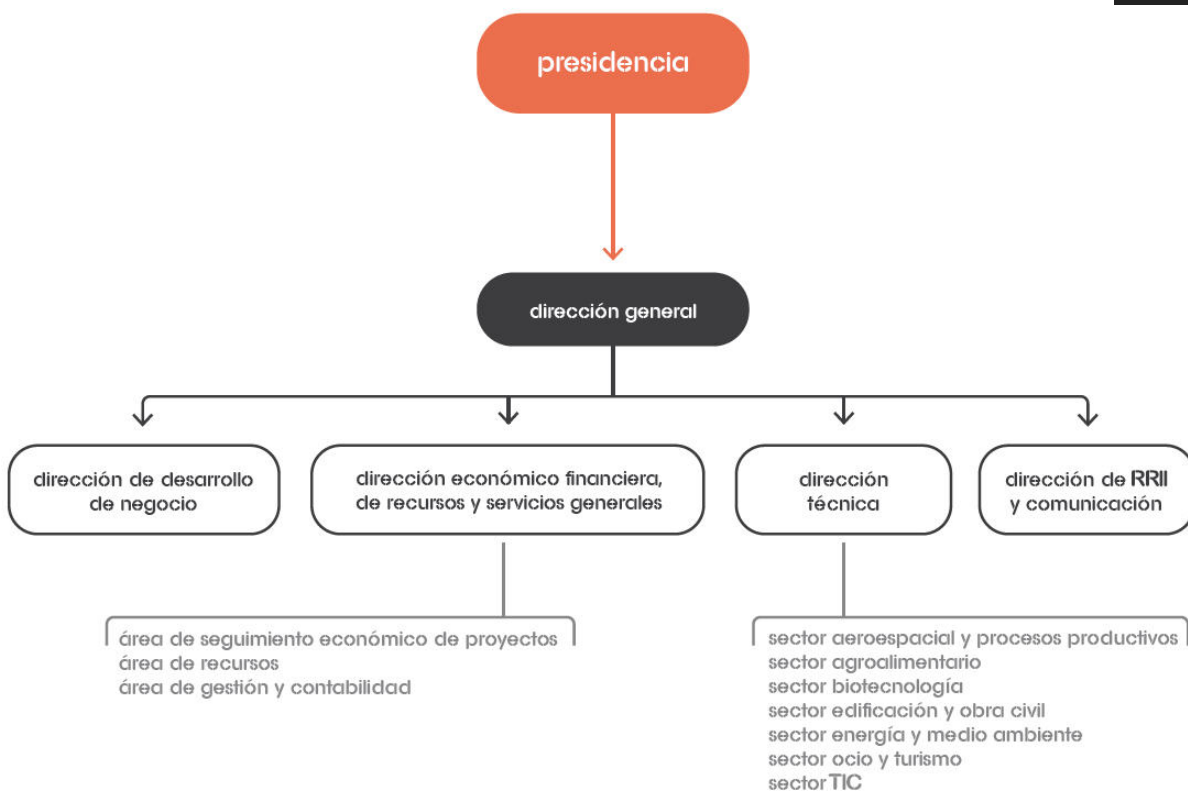 presidencia
dirección general
dirección de desarrollo
de negocio
dirección económico financiera,
de recursos y servicios generales
dirección
técnica
dirección de RRII
y comunicación
área de seguimiento económico de proyectos
área de recursos
área de gestión y contabilidad
sector aeroespacial y procesos productivos
sector agroalimentario
sector biotecnología
sector edificación y obra civil
sector energía y medio ambiente
sector ocio y turismo
sector TIC